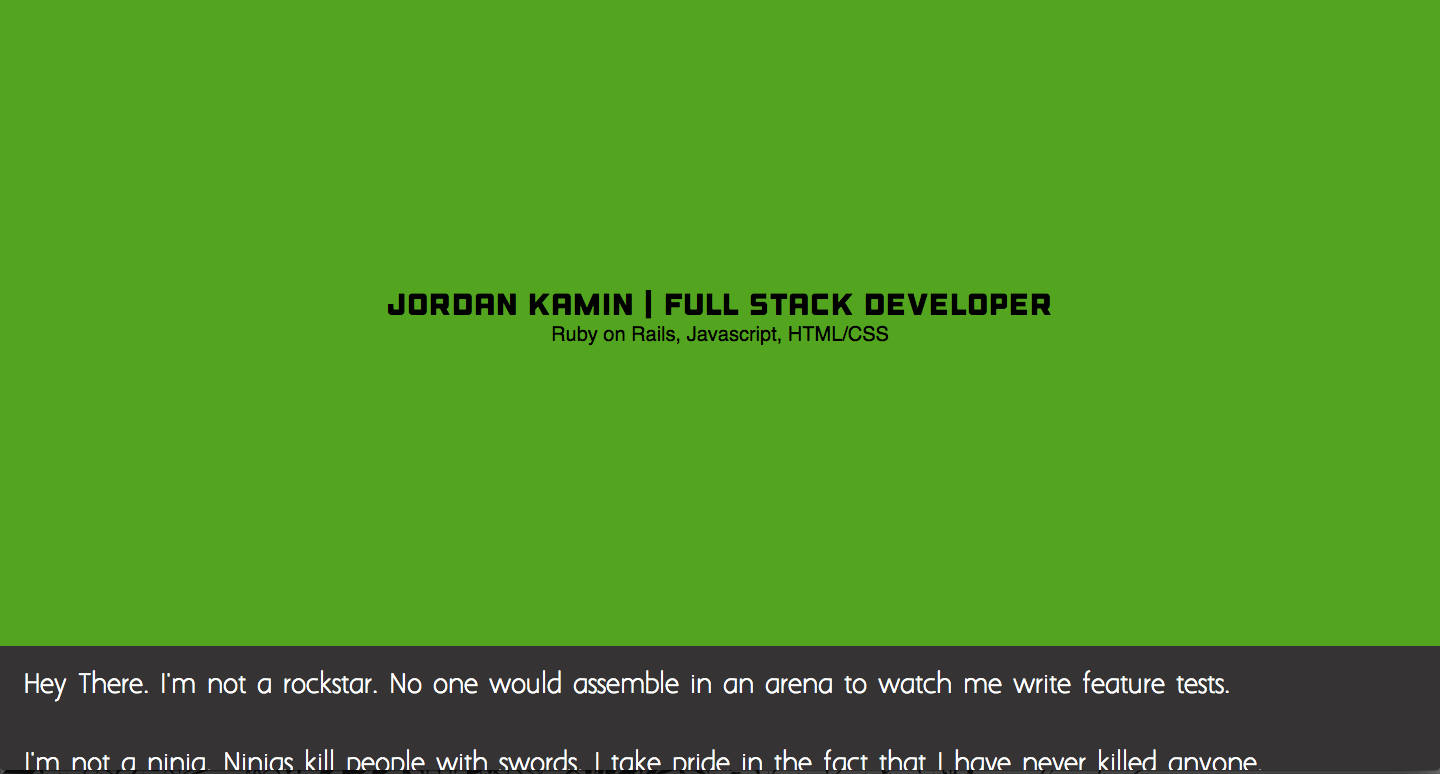 JORDAN KAMIN | FULL STACK DEVELOPER
Ruby on Rails, Javascript, HTML/CSS
Hey There. I'm not a rockstar. No one would assemble in an arena to watch me write feature tests.
I'm not a ninja. Ninjas kill people with swords. I take pride in the fact that I have never killed anyone.